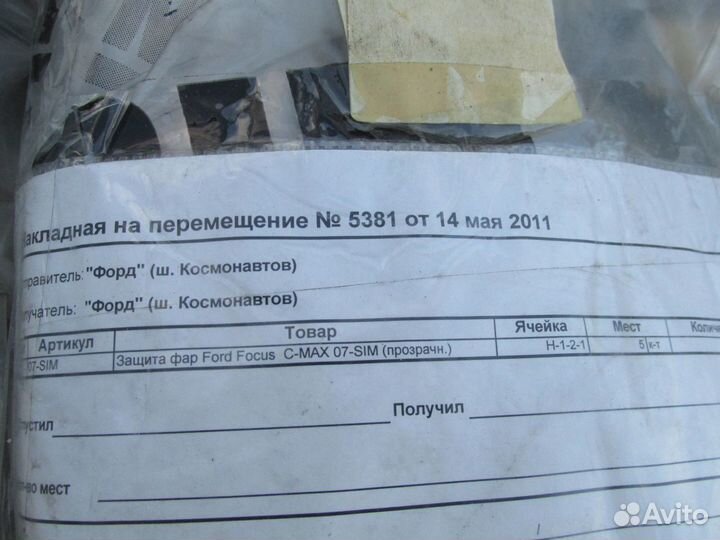 акладная на перемещение № 5381 от 14 мая 2011
правитель: "Форд" (ш. Космонавтов)
лучатель: "Форд" (ш. Космонавтов)
Артикул Товар Ячейка Мест Количе
07-SIM Защита фар Ford Focus C-MAX 07-SIM (прозрачн.) Н-1-2-1 5 к-т
пустил Получил
во мест
Avito